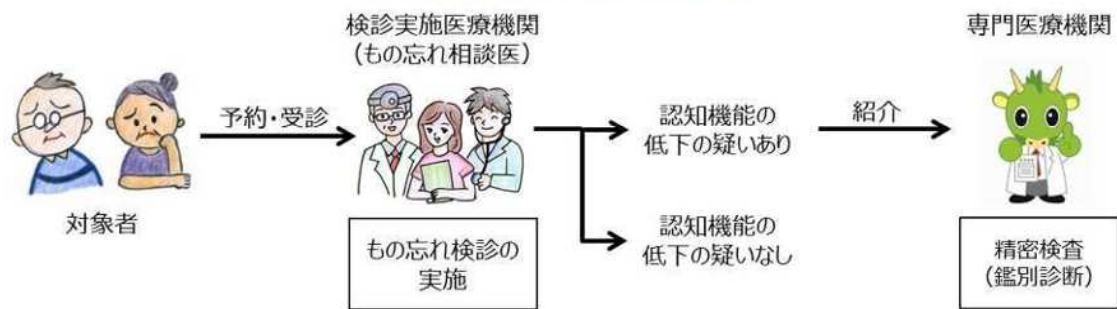 検診実施医療機関
（もの忘れ相談医）
専門医療機関
予約・受診
認知機能の
低下の疑いあり
紹介
対象者
もの忘れ検診の
実施
認知機能の
低下の疑いなし
精密検査
（鑑別診断）